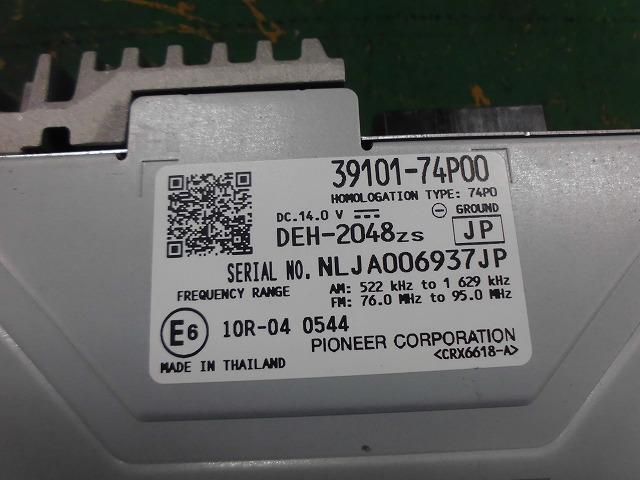 39101-74P00
HOMOLOGATION TYPE: 74P0
DC.14.0 V
GROUND
DEH-2048zs
JP
SERIAL NO. NLJA006937JP
FREQUENCY RANGE
AM: 522 kHz to 1 629 kHz
FM: 76.0 MHz to 95.0 MHz
E6
10R-04 0544
PIONEER CORPORATION
MADE IN THAILAND
<CRX6618-A>